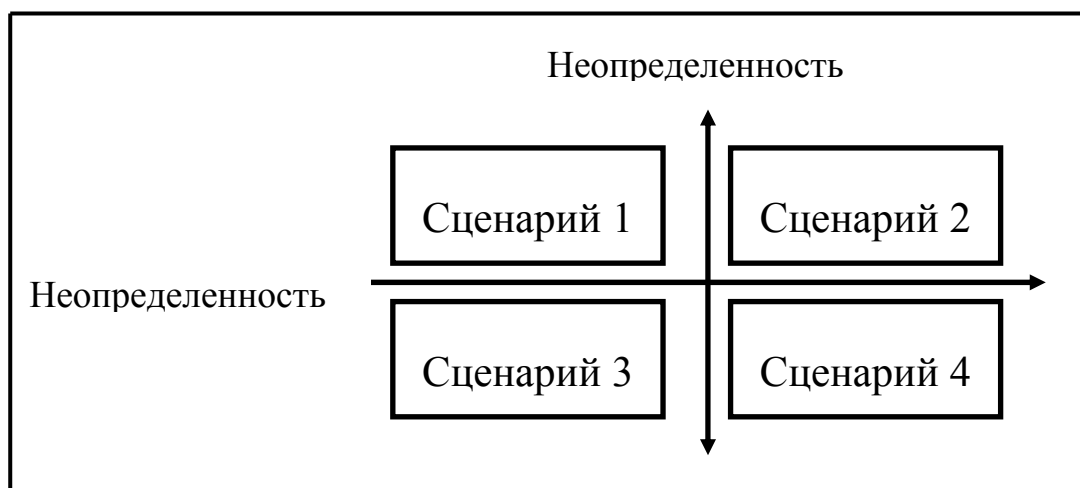 Неопределенность
Сценарий 1 Сценарий 2
Неопределенность
Сценарий 3 Сценарий 4